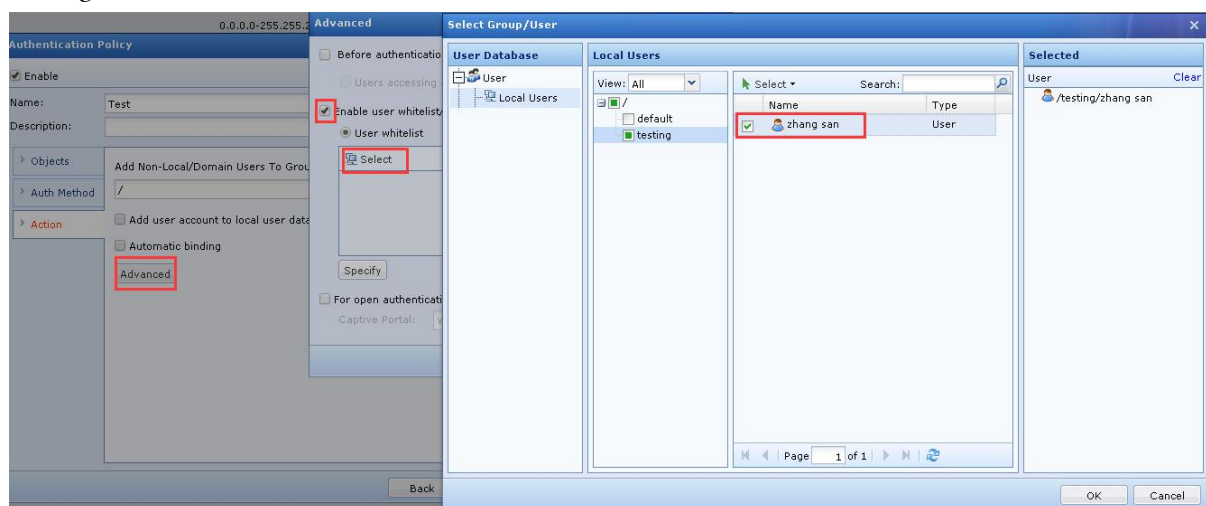 0.0.0.0-255.255.2
Authentication Policy
Enable
Name: Test
Description:
Objects
Auth Method
Action
Add Non-Local/Domain Users To Grou
/
Add user account to local user data
Automatic binding
Advanced
Back
Advanced
Before authenticatio
Users accessing
Enable user whitelist/
User whitelist
Select
Specify
For open authenticati
Captive Portal:
Select Group/User
User Database
User
Local Users
Local Users
View: All
/
default
testing
Select Search:
Name Type
zhang san User
Page 1 of 1
Selected
User Clear
/testing/zhang san
OK Cancel